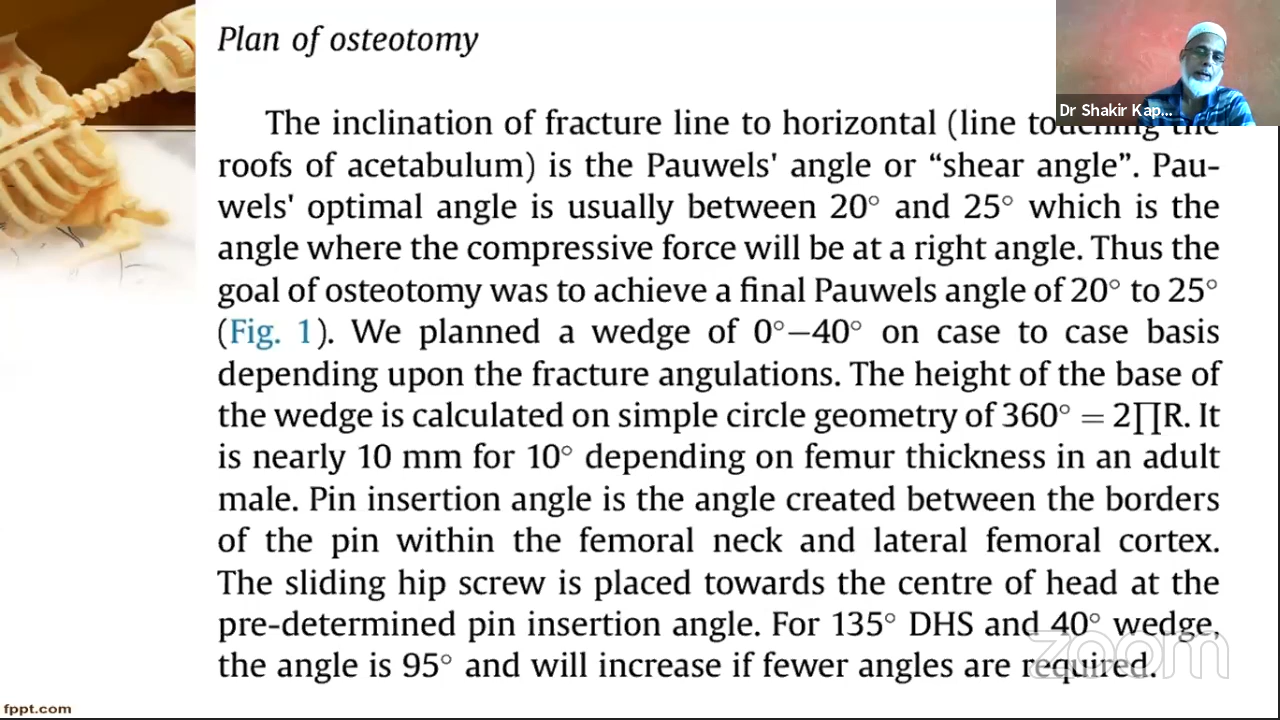 Plan of osteotomy
Dr Shakir Kap...
The inclination of fracture line to horizontal (line touching the
roofs of acetabulum) is the Pauwels' angle or “shear angle”. Pau-
wels' optimal angle is usually between 20° and 25° which is the
angle where the compressive force will be at a right angle. Thus the
goal of osteotomy was to achieve a final Pauwels angle of 20° to 25°
(Fig. 1). We planned a wedge of 0°–40° on case to case basis
depending upon the fracture angulations. The height of the base of
the wedge is calculated on simple circle geometry of 360° = 2∏R. It
is nearly 10 mm for 10° depending on femur thickness in an adult
male. Pin insertion angle is the angle created between the borders
of the pin within the femoral neck and lateral femoral cortex.
The sliding hip screw is placed towards the centre of head at the
pre-determined pin insertion angle. For 135° DHS and 40° wedge,
the angle is 95° and will increase if fewer angles are required.
zoom
fppt.com